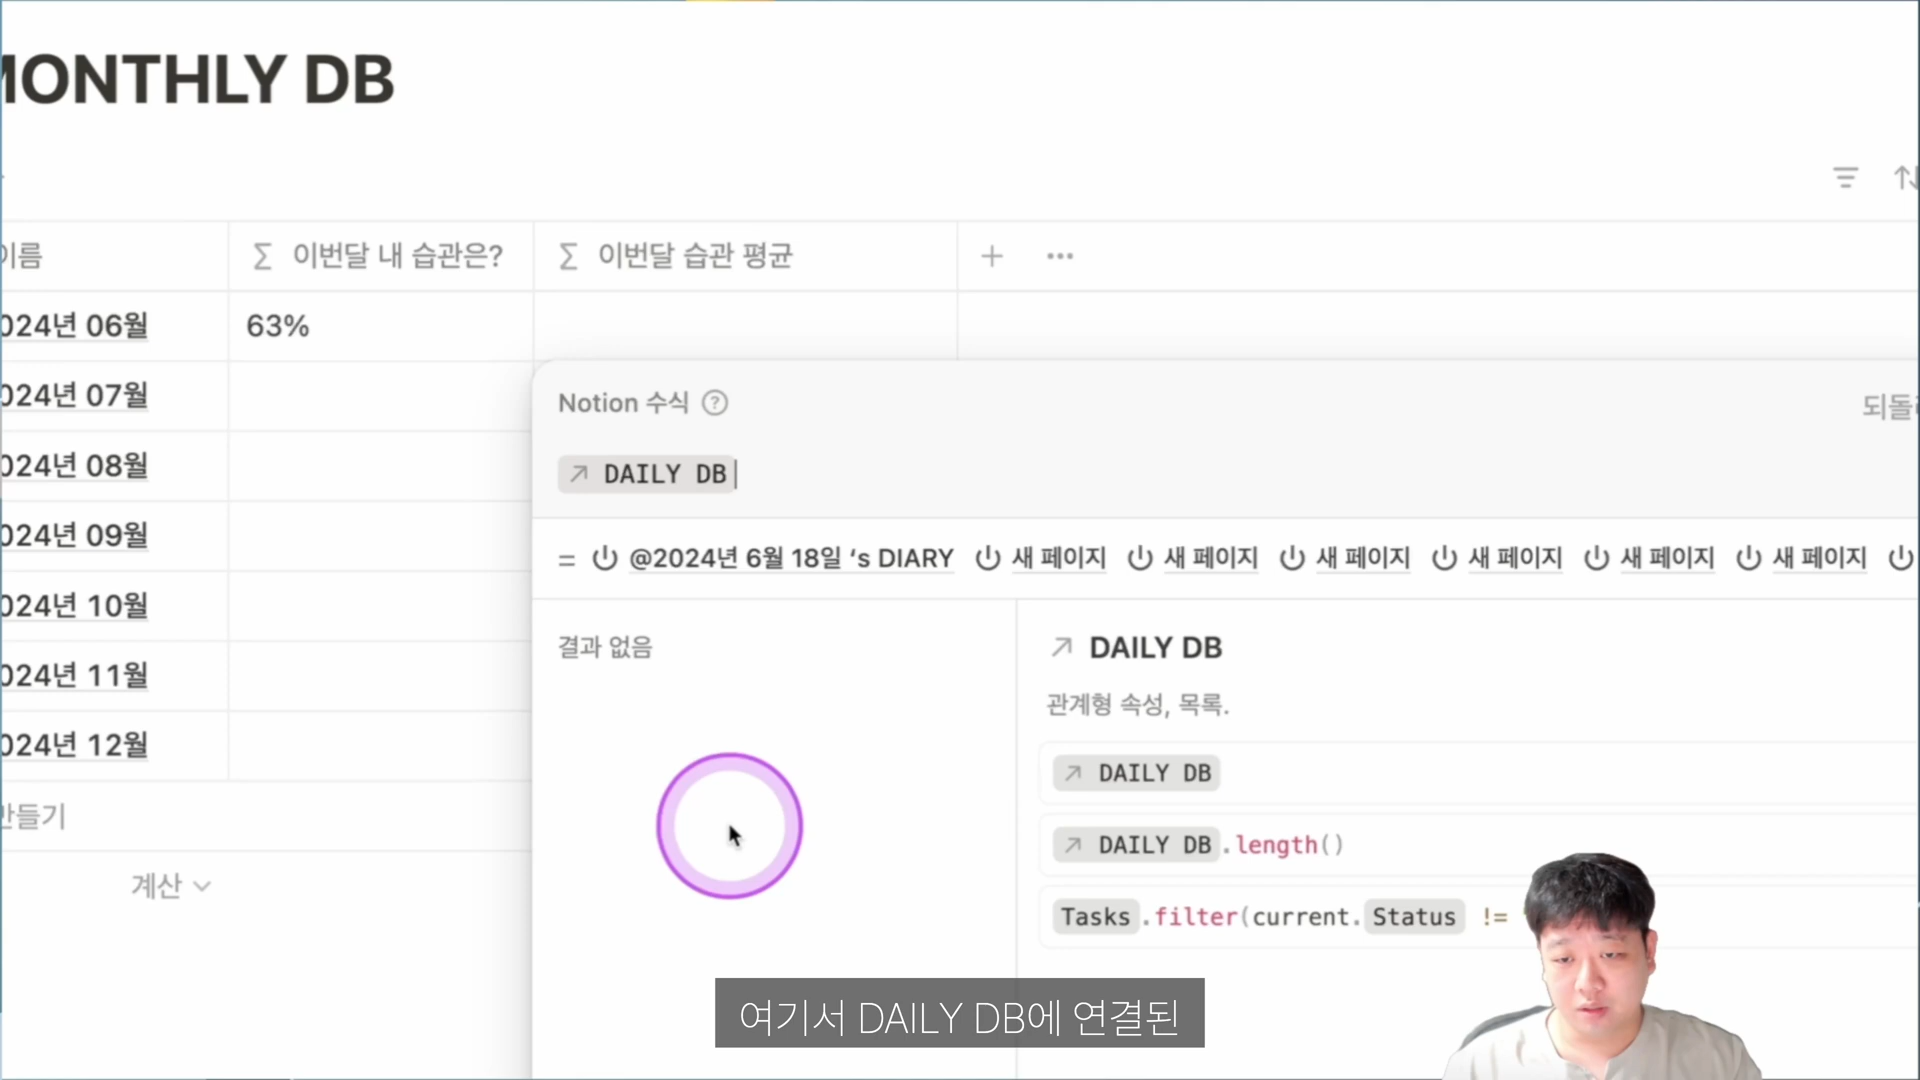 MONTHLY DB
이름
이번달 내 습관은?
이번달 습관 평균
024년 06월
63%
024년 07월
024년 08월
024년 09월
024년 10월
024년 11월
024년 12월
만들기
계산
Notion 수식
되돌리
DAILY DB
= @2024년 6월 18일 ‘s DIARY 새 페이지 새 페이지 새 페이지 새 페이지 새 페이지 새 페이지
결과 없음
DAILY DB
관계형 속성, 목록.
DAILY DB
DAILY DB.length()
Tasks.filter(current.Status !=
여기서 DAILY DB에 연결된